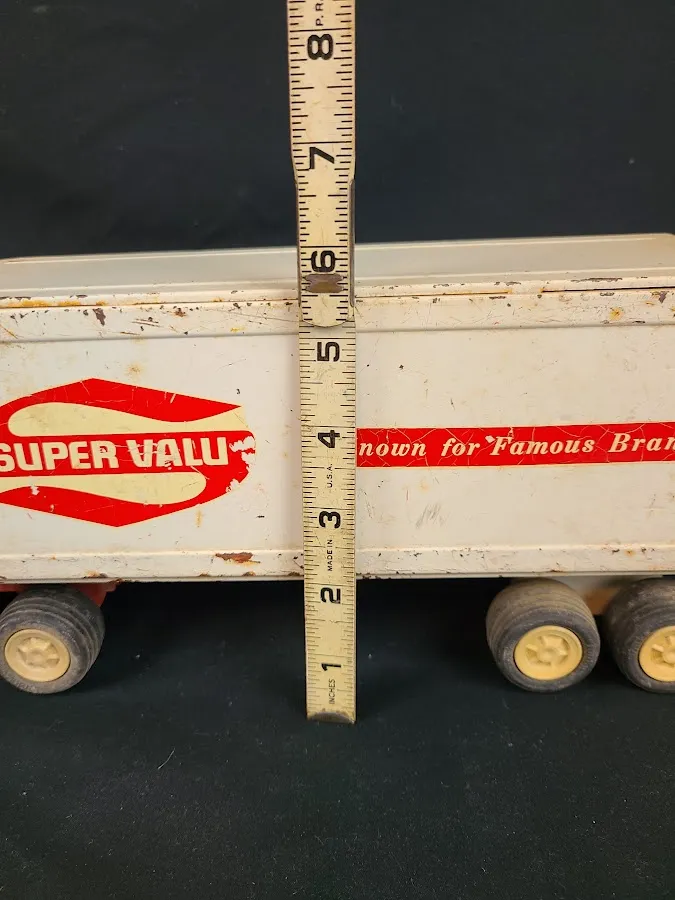 P.R.
8
7
6
5
SUPER VALU
4
nown for Famous Bran
U.S.A.
3
MADE IN
2
1
INCHES